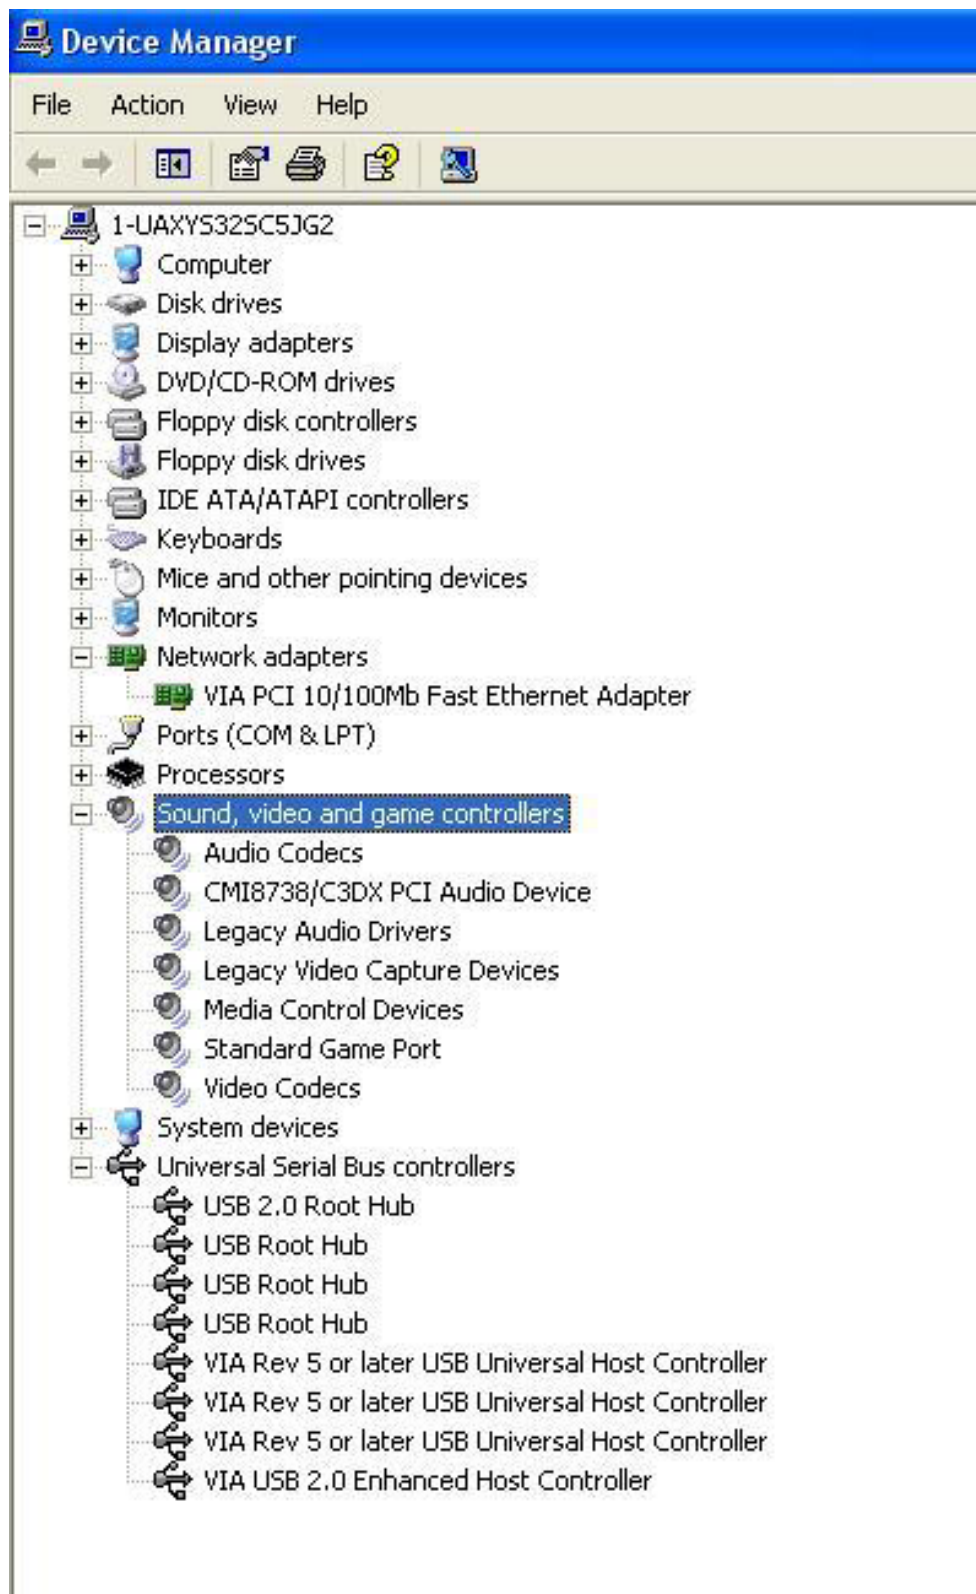 Device Manager
File Action View Help
1-UAXYS32SC5JG2
Computer
Disk drives
Display adapters
DVD/CD-ROM drives
Floppy disk controllers
Floppy disk drives
IDE ATA/ATAPI controllers
Keyboards
Mice and other pointing devices
Monitors
Network adapters
VIA PCI 10/100Mb Fast Ethernet Adapter
Ports (COM & LPT)
Processors
Sound, video and game controllers
Audio Codecs
CMI8738/C3DX PCI Audio Device
Legacy Audio Drivers
Legacy Video Capture Devices
Media Control Devices
Standard Game Port
Video Codecs
System devices
Universal Serial Bus controllers
USB 2.0 Root Hub
USB Root Hub
USB Root Hub
USB Root Hub
VIA Rev 5 or later USB Universal Host Controller
VIA Rev 5 or later USB Universal Host Controller
VIA Rev 5 or later USB Universal Host Controller
VIA USB 2.0 Enhanced Host Controller